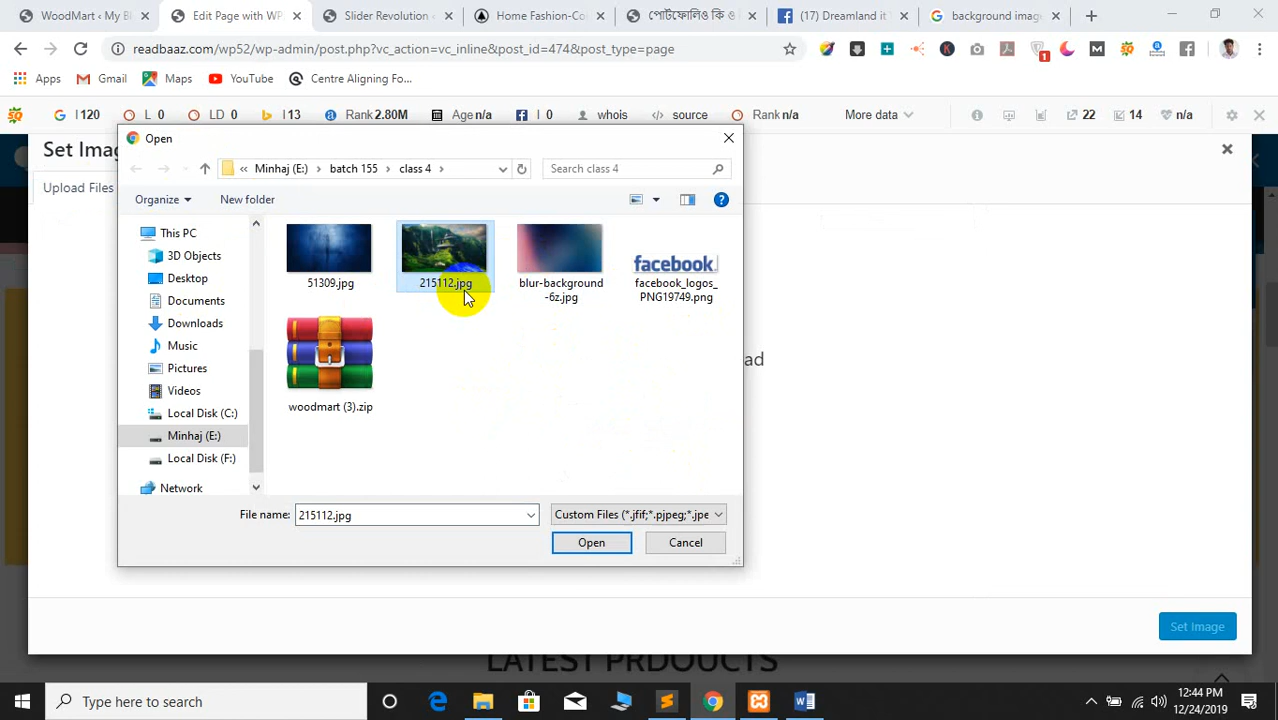 WoodMart ‹ My Bl
Edit Page with WP
Slider Revolution ‹
Home Fashion-Co
পোর্টফোলিও কি ও
(17) Dreamland it T
background imag
readbaaz.com/wp52/wp-admin/post.php?vc_action=vc_inline&post_id=474&post_type=page
Apps
Gmail
Maps
YouTube
Centre Aligning Fo...
I 120
L 0
LD 0
I 13
Rank 2.80M
Age n/a
I 0
whois
source
Rank n/a
More data
22
14
n/a
Set Imag
Upload Files
Open
Minhaj (E:)
batch 155
class 4
Search class 4
Organize
New folder
This PC
3D Objects
Desktop
Documents
Downloads
Music
Pictures
Videos
Local Disk (C:)
Minhaj (E:)
Local Disk (F:)
Network
51309.jpg
215112.jpg
blur-background
-6z.jpg
facebook
facebook_logos_
PNG19749.png
woodmart (3).zip
ad
File name:
215112.jpg
Custom Files (*.jfif;*.pjpeg;*.jpe
Open
Cancel
Set Image
LATEST PRDOUCTS
Type here to search
12:44 PM
12/24/2019